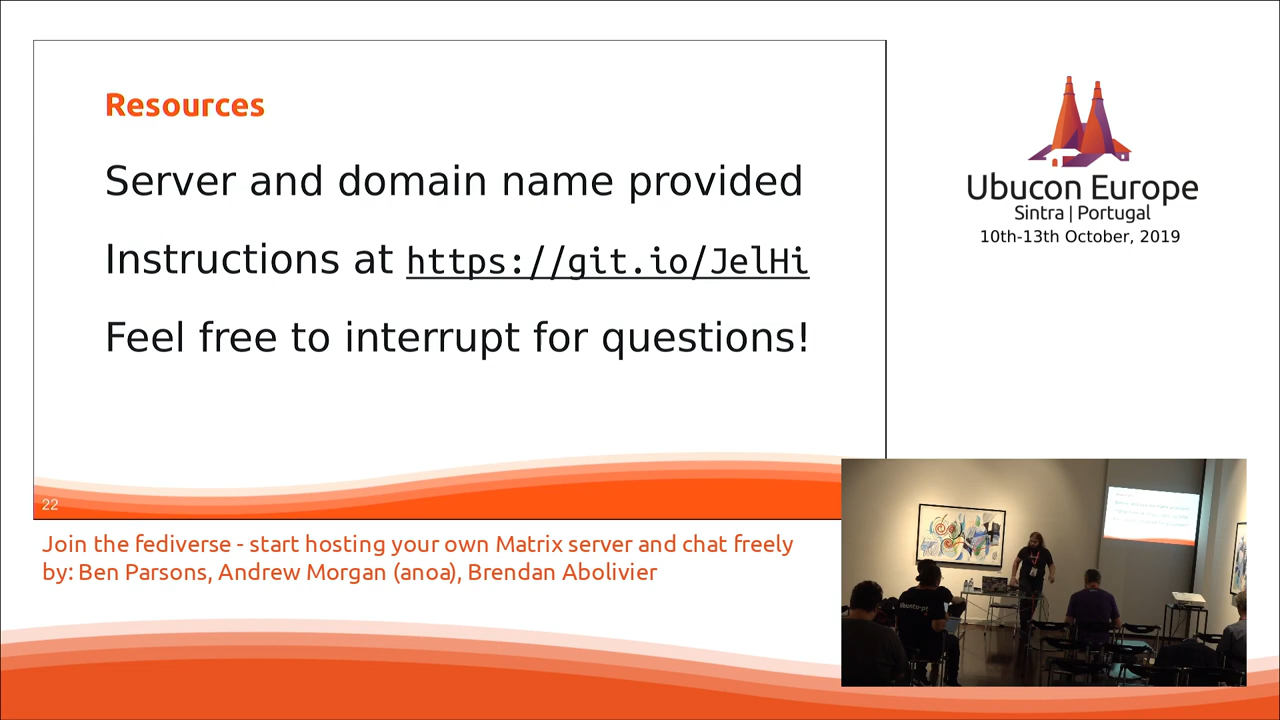 Resources
Server and domain name provided
Instructions at https://git.io/JelHi
Feel free to interrupt for questions!
22
Join the fediverse - start hosting your own Matrix server and chat freely
by: Ben Parsons, Andrew Morgan (anoa), Brendan Abolivier
Ubucon Europe
Sintra | Portugal
10th-13th October, 2019
ubuntu-pt